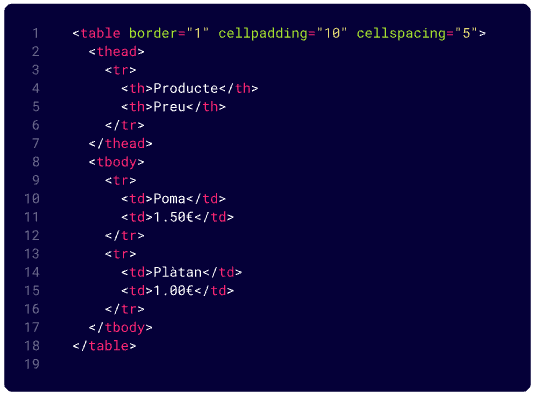 1 <table border="1" cellpadding="10" cellspacing="5">
2   <thead>
3     <tr>
4       <th>Producte</th>
5       <th>Preu</th>
6     </tr>
7   </thead>
8   <tbody>
9     <tr>
10       <td>Poma</td>
11       <td>1.50€</td>
12     </tr>
13     <tr>
14       <td>Plàtan</td>
15       <td>1.00€</td>
16     </tr>
17   </tbody>
18 </table>
19